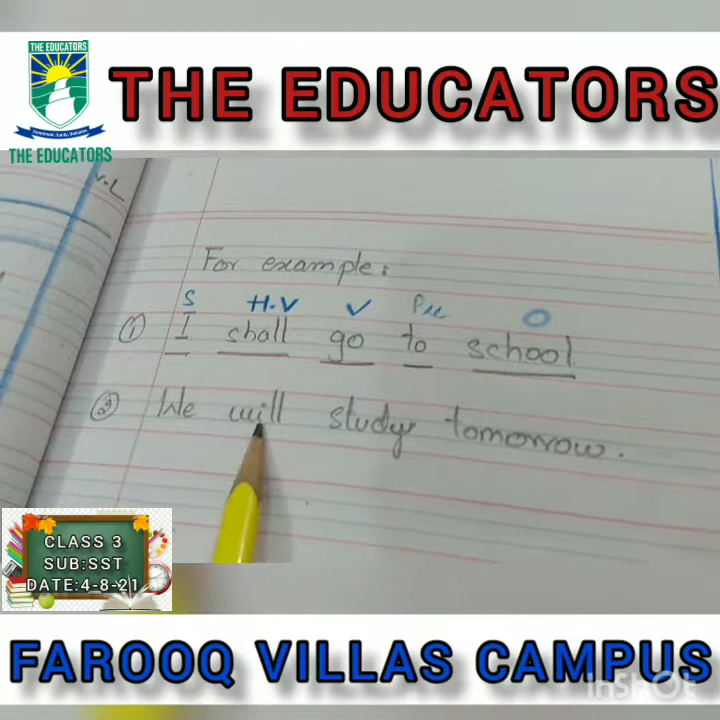 THE EDUCATORS
THE EDUCATORS
THE EDUCATORS
V.L
For example:
S H.V V Pre O
① I shall go to school
② We will study tomorrow.
CLASS 3
SUB:SST
DATE:4-8-21
FAROOQ VILLAS CAMPUS
inShOt